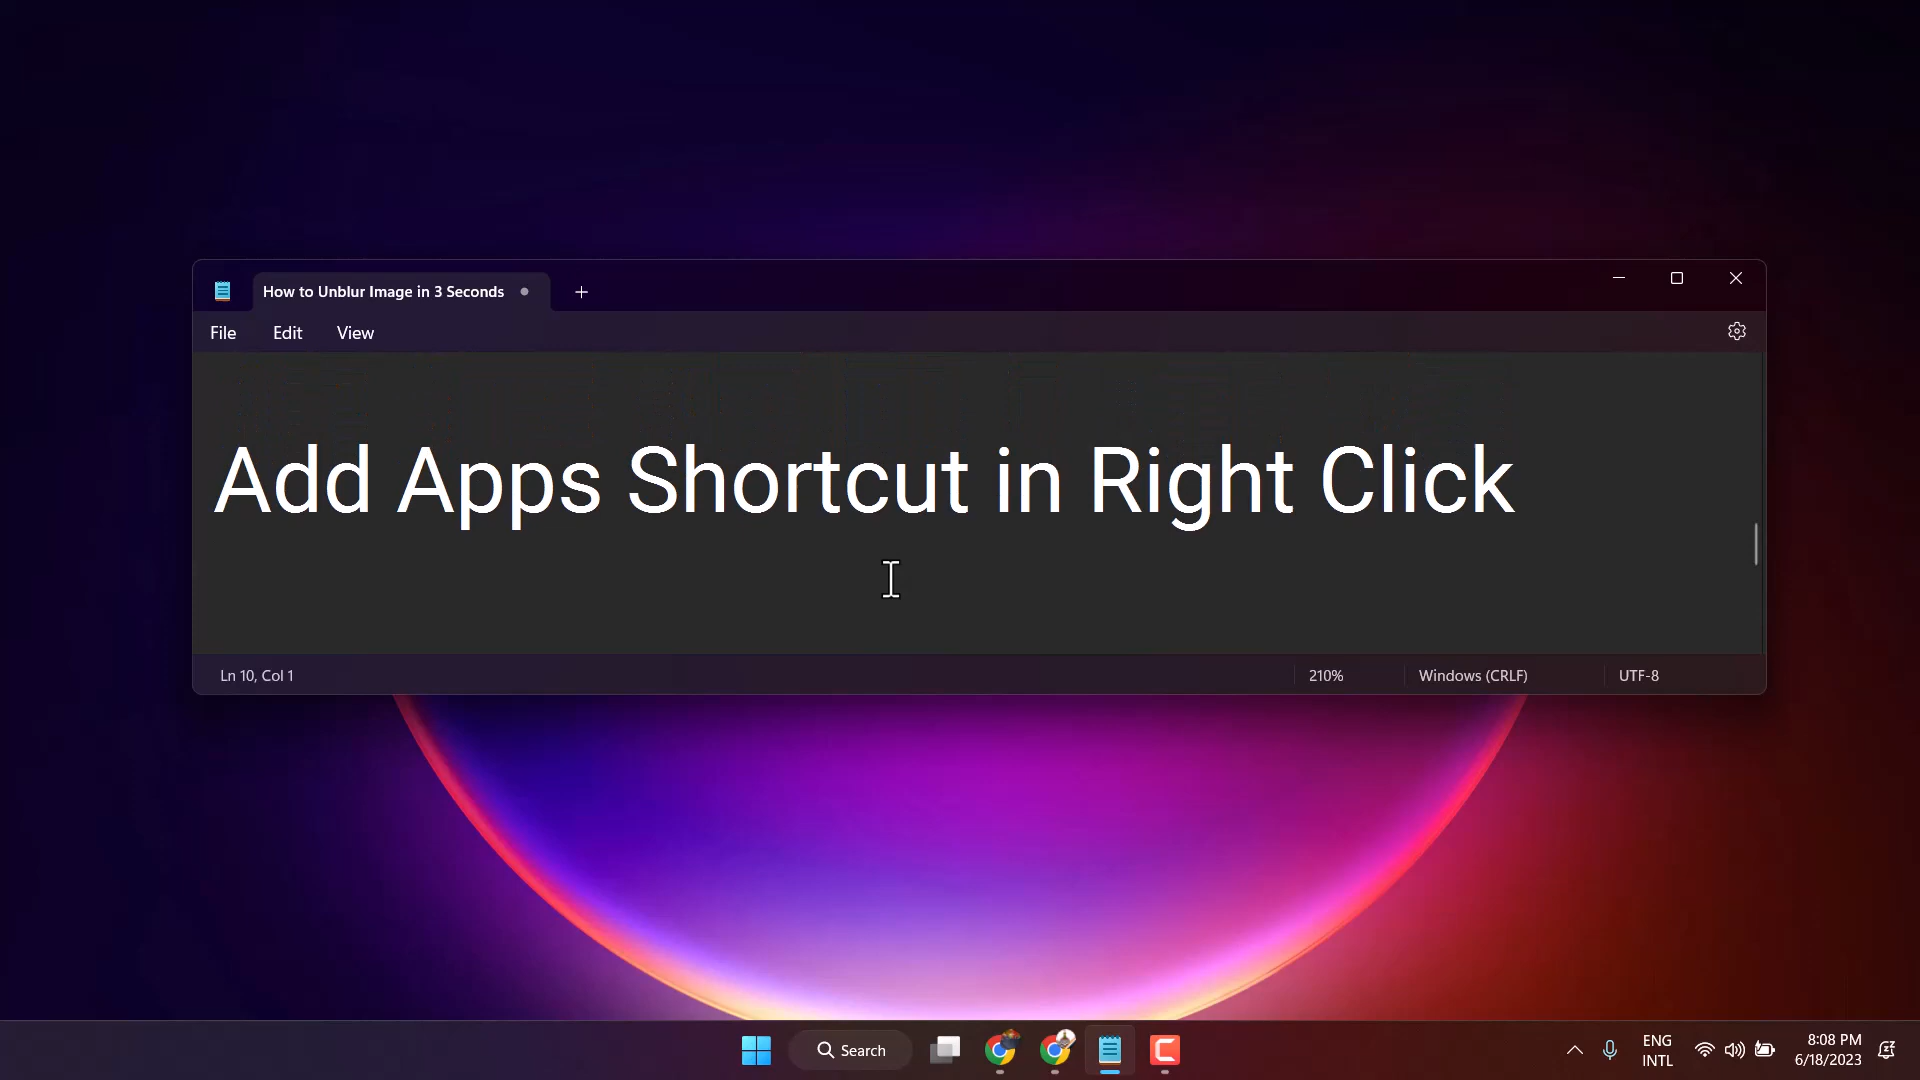 How to Unblur Image in 3 Seconds
File Edit View
Add Apps Shortcut in Right Click
Ln 10, Col 1 210% Windows (CRLF) UTF-8
Search
ENG
INTL
8:08 PM
6/18/2023